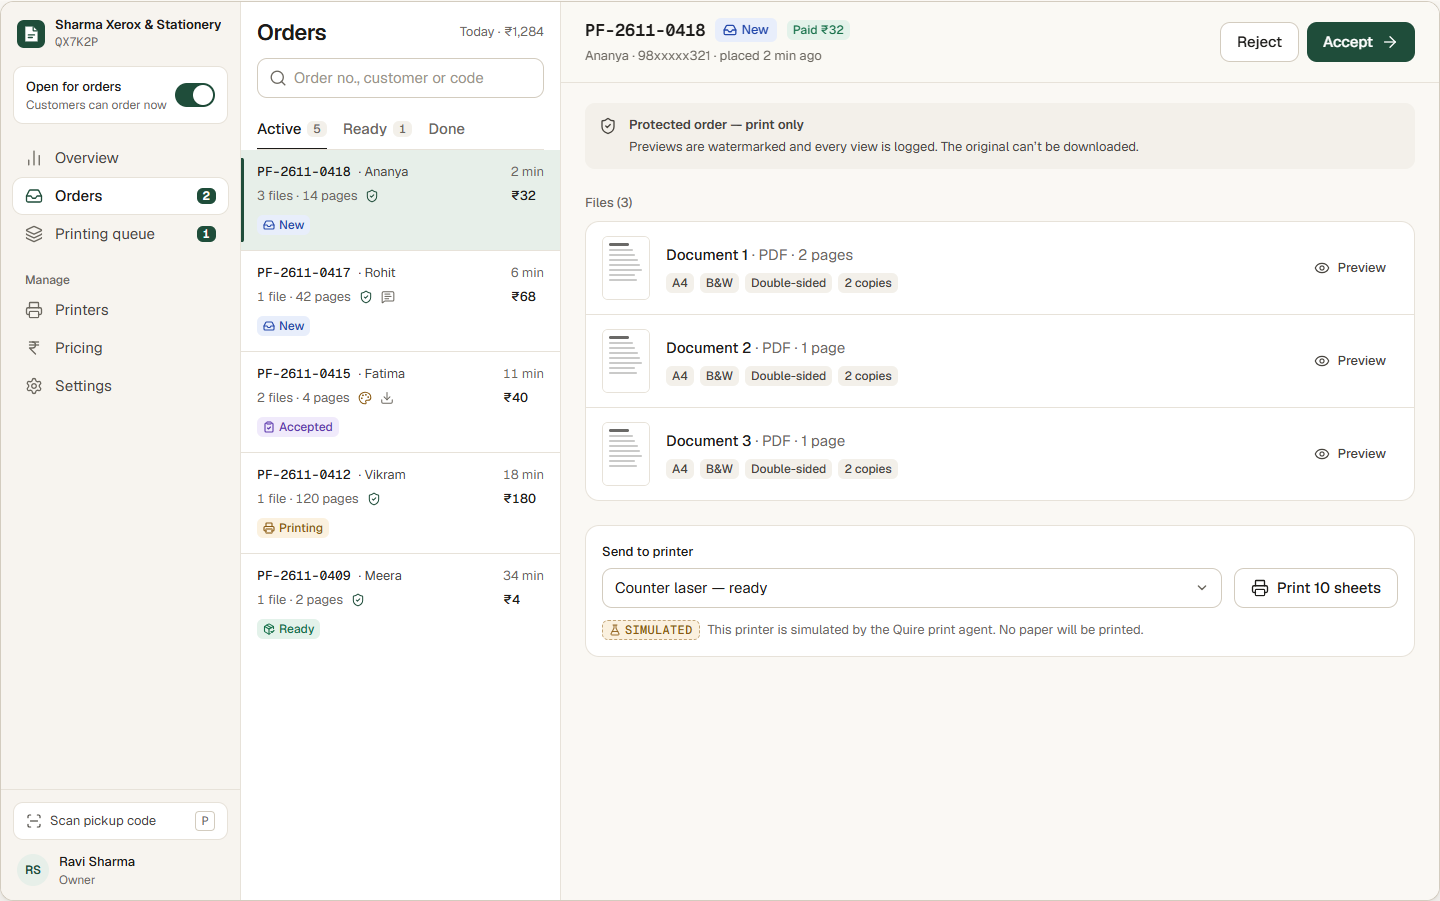 Sharma Xerox & Stationery
QX7K2P
Open for orders
Customers can order now
Overview
Orders 2
Printing queue 1
Manage
Printers
Pricing
Settings
Scan pickup code P
RS
Ravi Sharma
Owner
Orders
Today · ₹1,284
Order no., customer or code
Active 5 Ready 1 Done
PF-2611-0418 · Ananya 2 min
3 files · 14 pages ₹32
New
PF-2611-0417 · Rohit 6 min
1 file · 42 pages ₹68
New
PF-2611-0415 · Fatima 11 min
2 files · 4 pages ₹40
Accepted
PF-2611-0412 · Vikram 18 min
1 file · 120 pages ₹180
Printing
PF-2611-0409 · Meera 34 min
1 file · 2 pages ₹4
Ready
PF-2611-0418 New Paid ₹32
Ananya · 98xxxxx321 · placed 2 min ago
Reject Accept
Protected order — print only
Previews are watermarked and every view is logged. The original can't be downloaded.
Files (3)
Document 1 · PDF · 2 pages
A4 B&W Double-sided 2 copies
Preview
Document 2 · PDF · 1 page
A4 B&W Double-sided 2 copies
Preview
Document 3 · PDF · 1 page
A4 B&W Double-sided 2 copies
Preview
Send to printer
Counter laser — ready
Print 10 sheets
SIMULATED This printer is simulated by the Quire print agent. No paper will be printed.